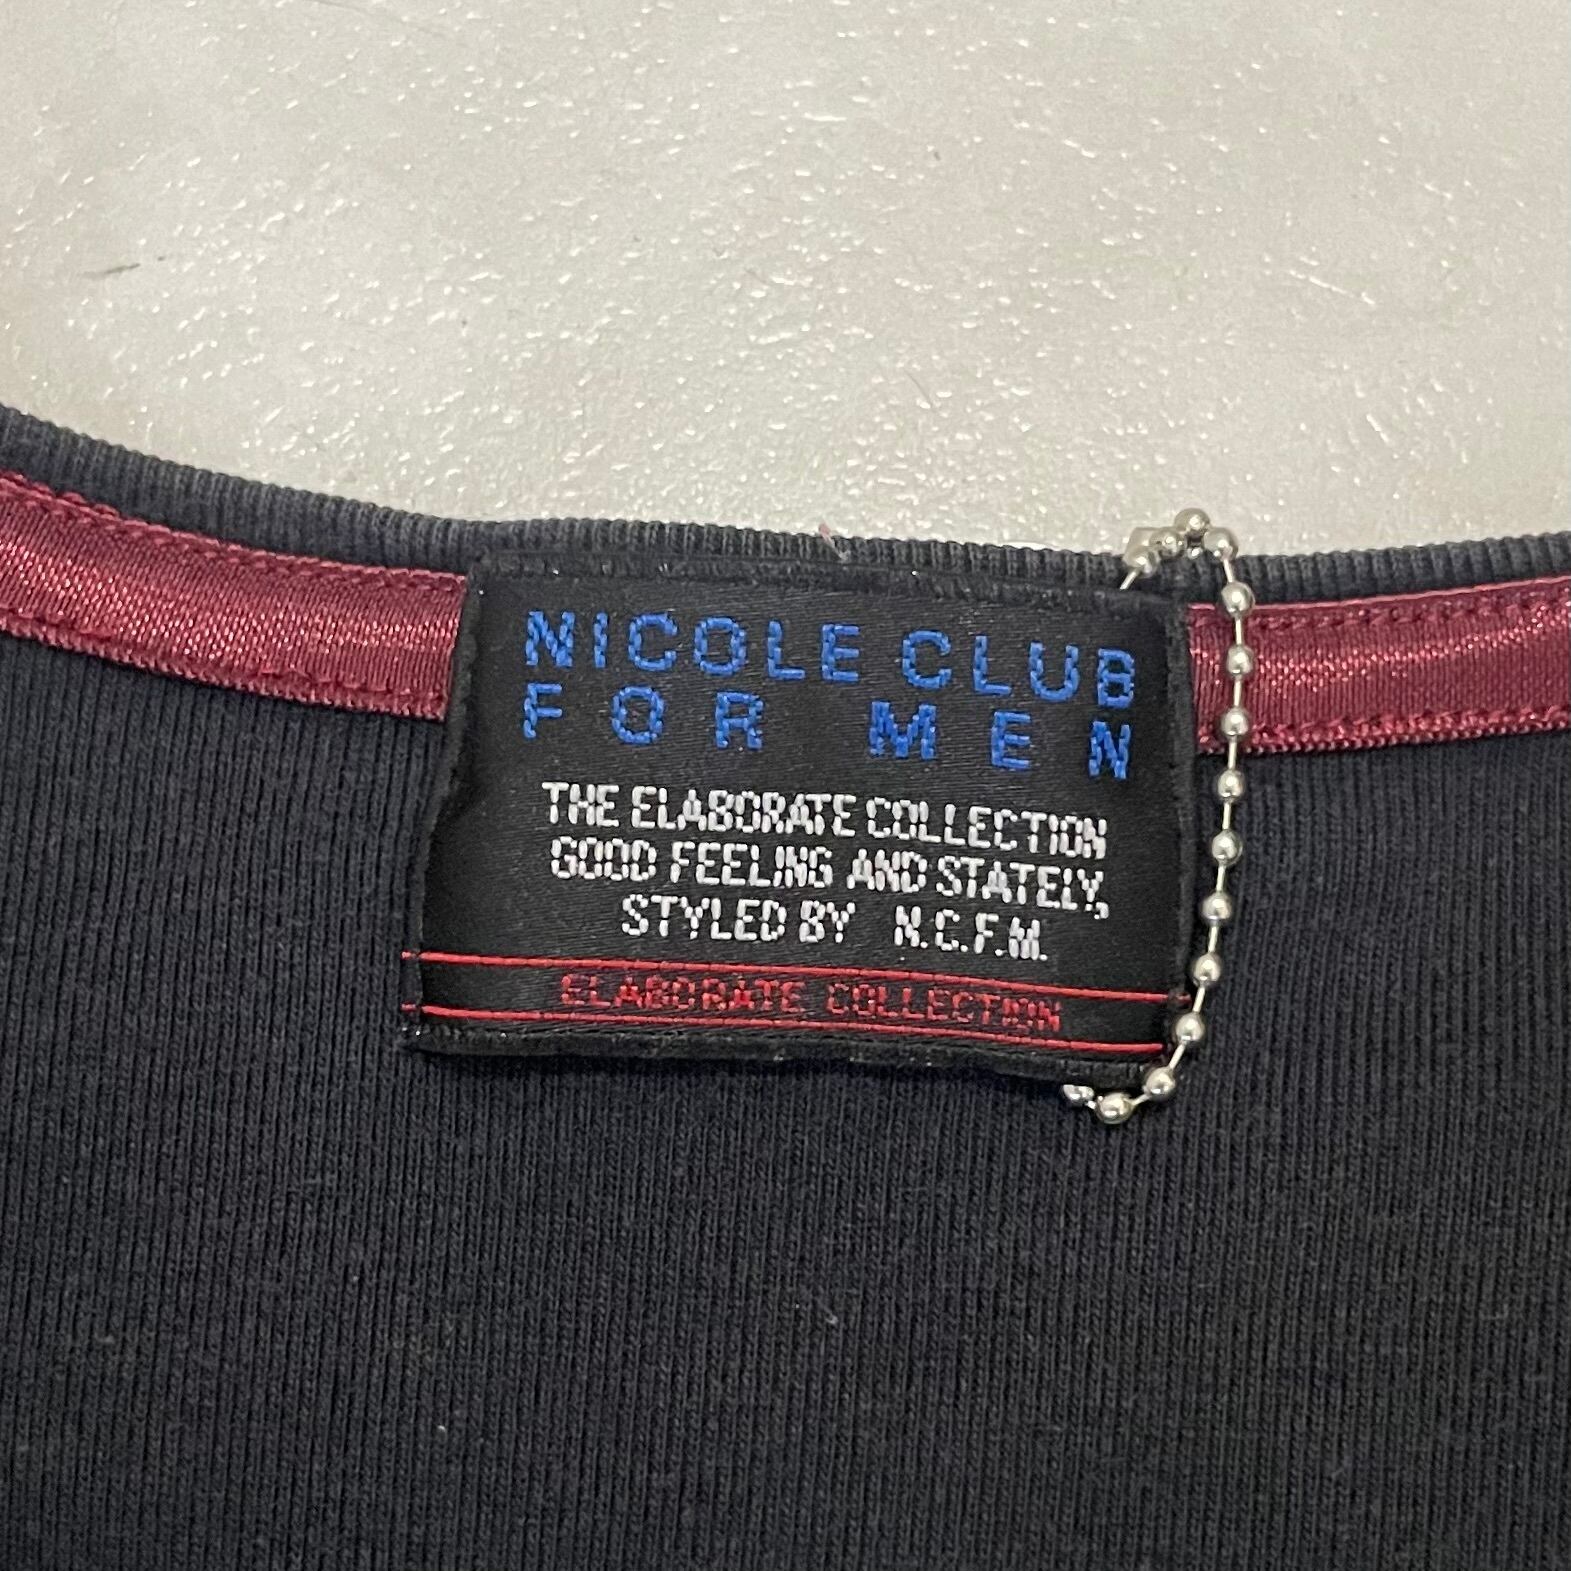 NICOLE CLUB
FOR MEN
THE ELABORATE COLLECTION
GOOD FEELING AND STATELY,
STYLED BY N.C.F.M.
ELABORATE COLLECTION